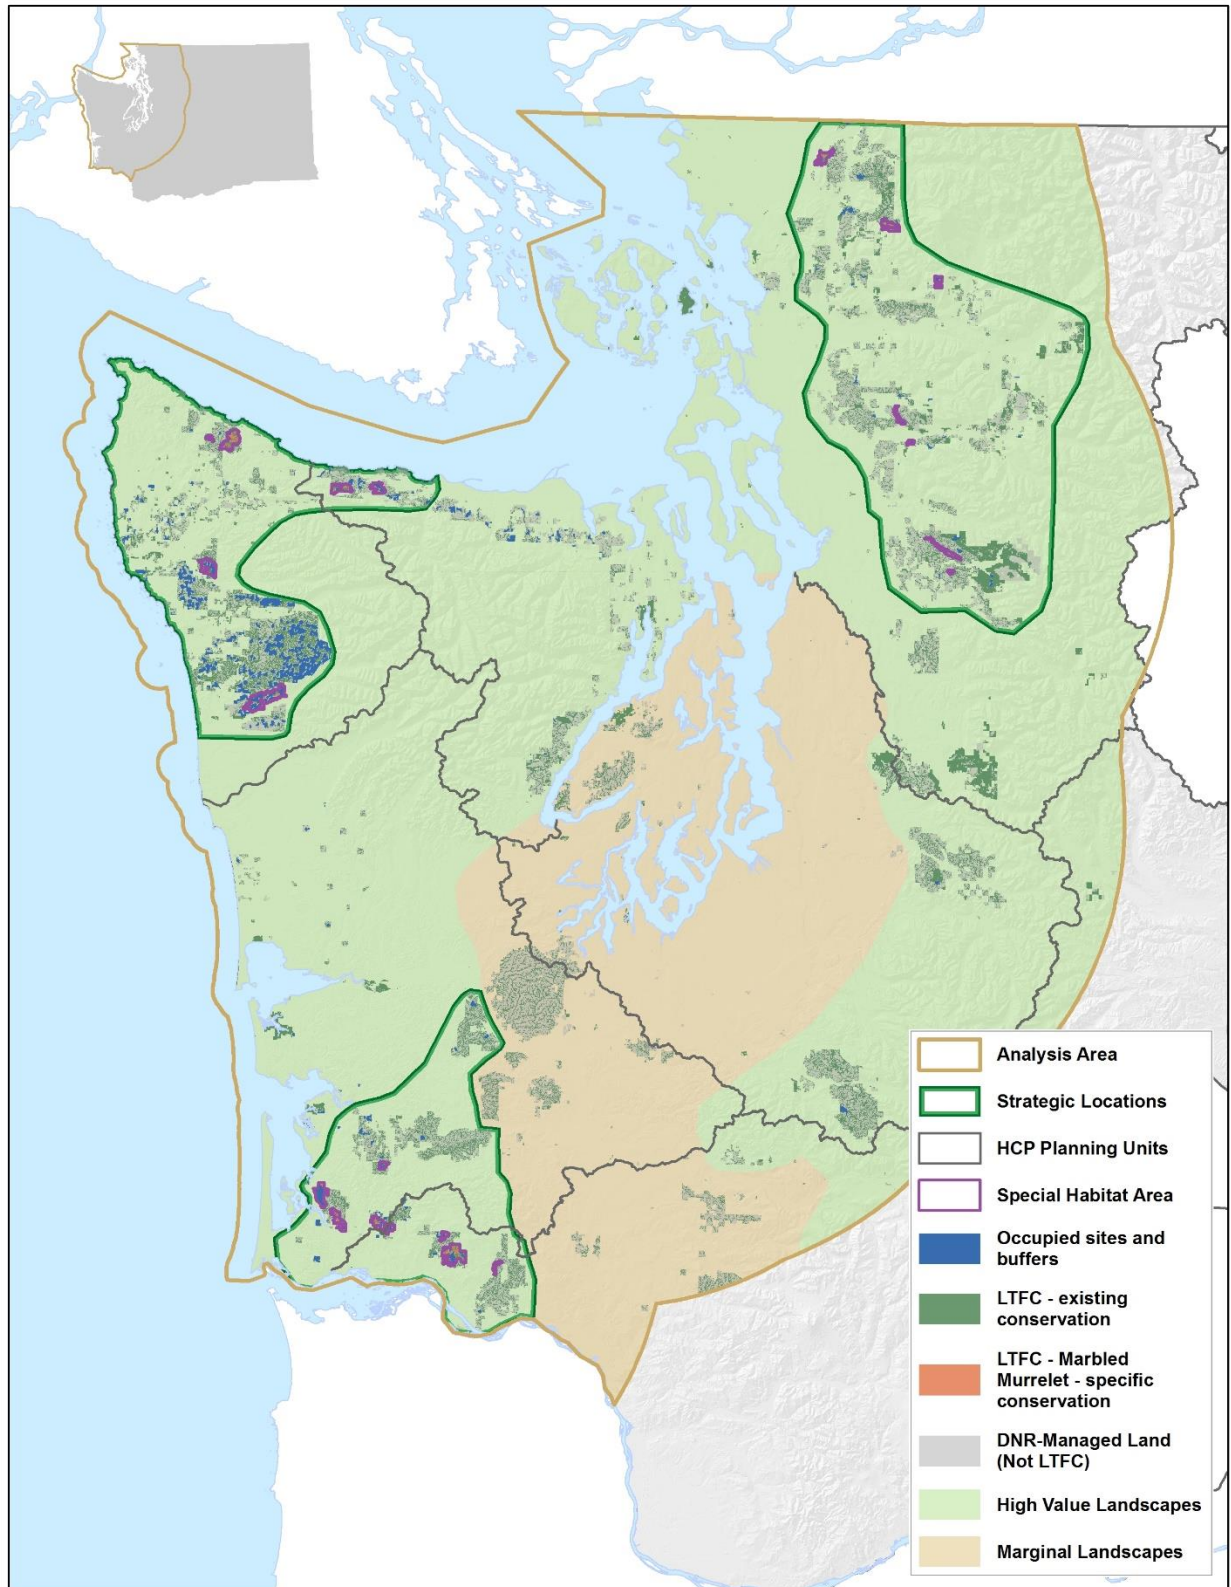 Analysis Area
Strategic Locations
HCP Planning Units
Special Habitat Area
Occupied sites and
buffers
LTFC - existing
conservation
LTFC - Marbled
Murrelet - specific
conservation
DNR-Managed Land
(Not LTFC)
High Value Landscapes
Marginal Landscapes